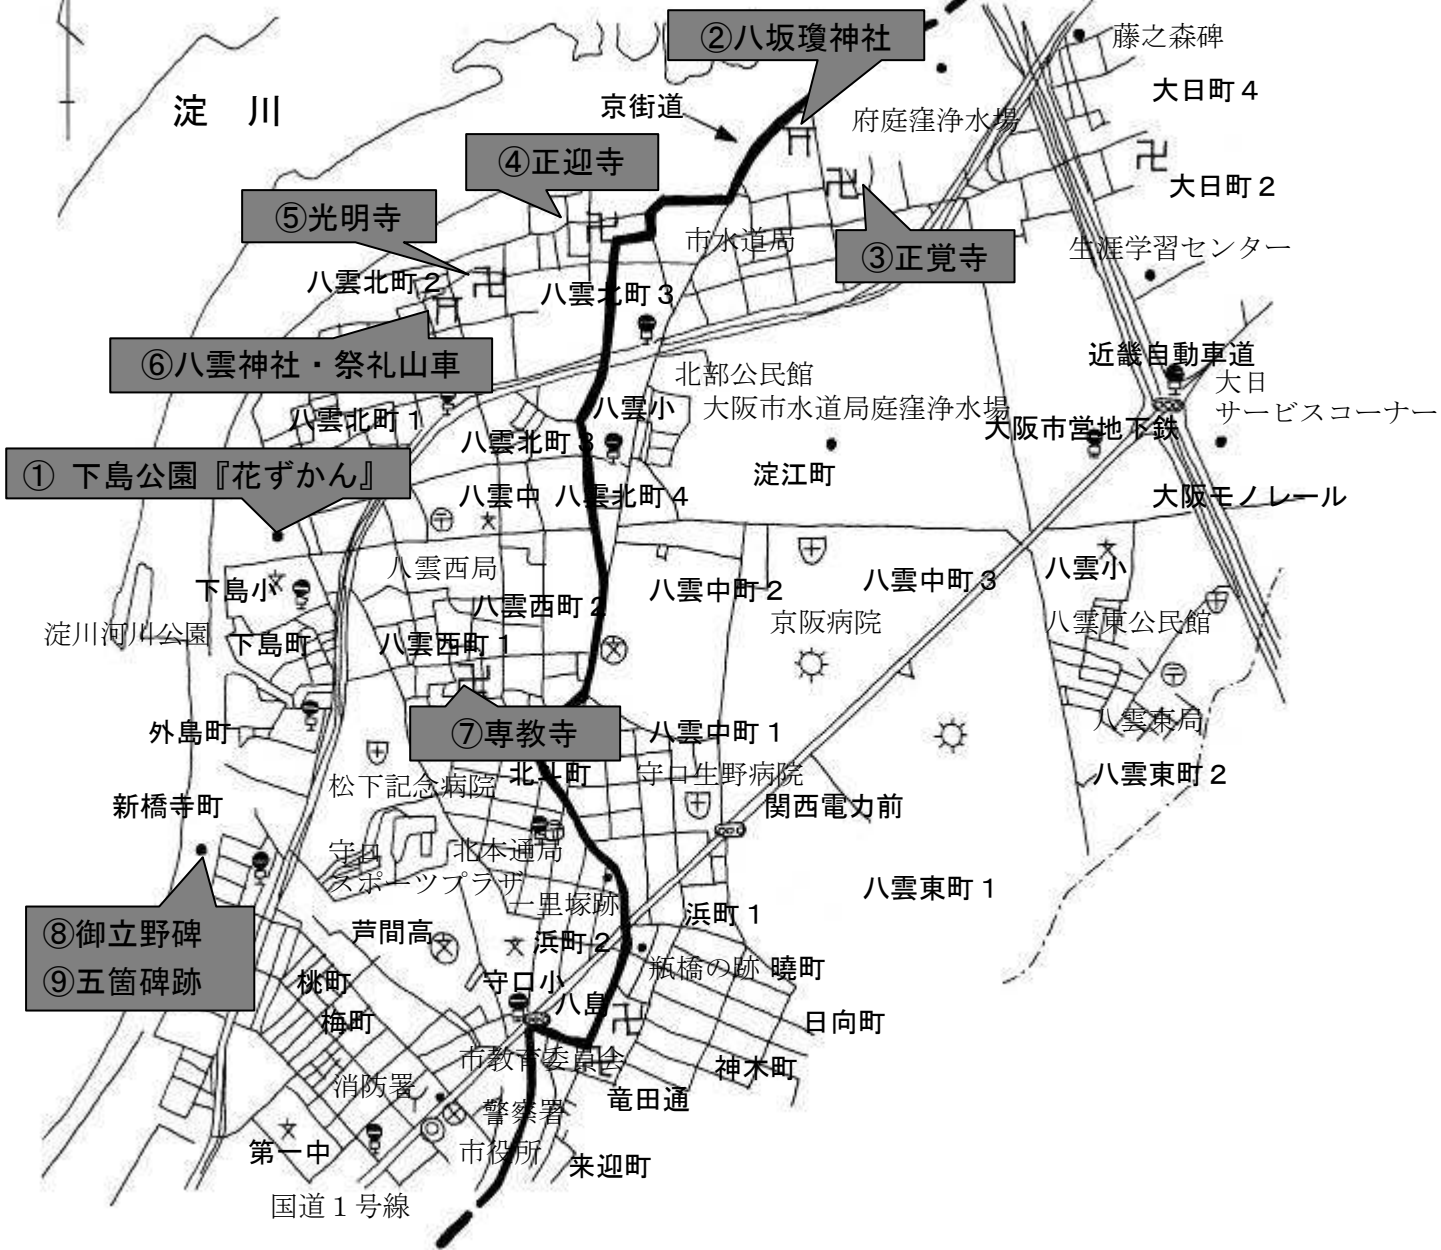 ②八坂瓊神社
藤之森碑
大日町４
淀　川
京街道
府庭窪浄水場
④正迎寺
大日町２
⑤光明寺
市水道局
③正覚寺
生涯学習センター
八雲北町２
八雲北町３
⑥八雲神社・祭礼山車
近畿自動車道
北部公民館
大日
サービスコーナー
八雲北町１
八雲小
大阪市水道局庭窪浄水場
大阪市営地下鉄
八雲北町３
① 下島公園『花ずかん』
八雲中
八雲北町４
淀江町
大阪モノレール
八雲西局
下島小
八雲西町２
八雲中町２
八雲中町３
八雲小
淀川河川公園
下島町
八雲西町１
京阪病院
八雲東公民館
外島町
⑦専教寺
八雲中町１
八雲東局
松下記念病院
北斗町
守口生野病院
八雲東町２
新橋寺町
関西電力前
守口
スポーツプラザ
北本通局
八雲東町１
一里塚跡
浜町１
⑧御立野碑
⑨五箇碑跡
芦間高
浜町２
瓶橋の跡
曉町
桃町
守口小
八島
梅町
日向町
市教育委員会
神木町
消防署
竜田通
警察署
第一中
市役所
来迎町
国道１号線